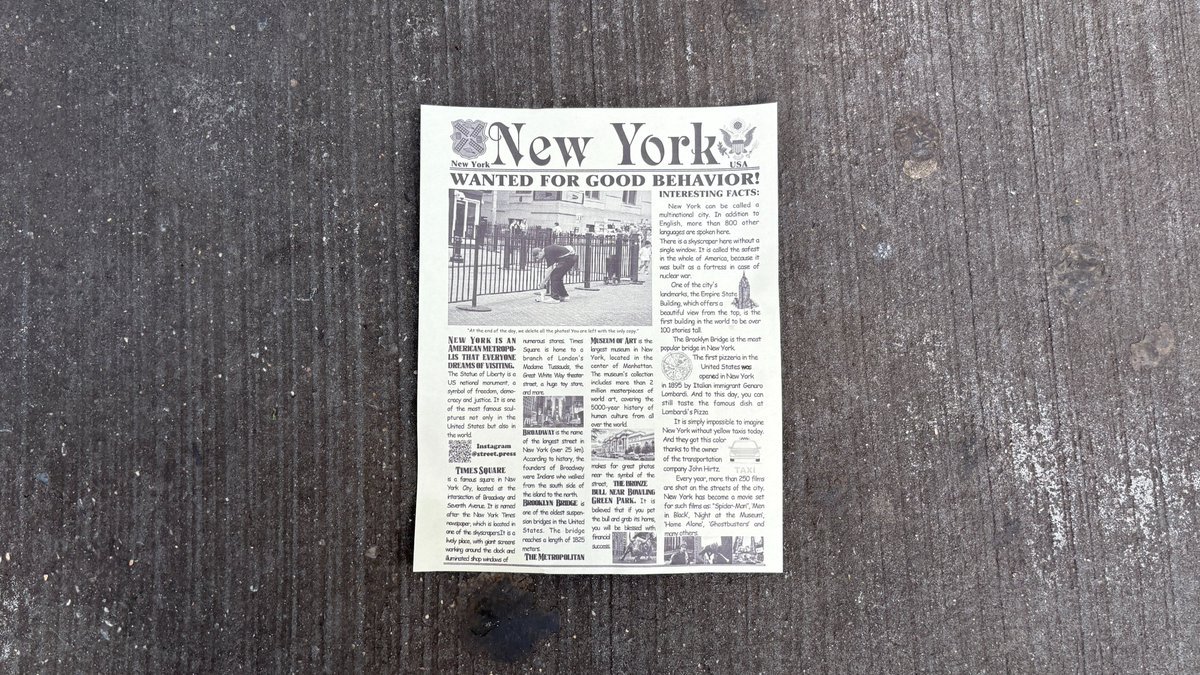 New York
New York
USA
WANTED FOR GOOD BEHAVIOR!
"At the end of the day, we delete all the photos! You are left with the only copy."
NEW YORK IS AN
AMERICAN METROPO-
LIS THAT EVERYONE
DREAMS OF VISITING.
The Statue of Liberty is a
US national monument, a
symbol of freedom, demo-
cracy and justice. It is one
of the most famous scul-
ptures not only in the
United States but also in
the world.
Instagram
@street.press
TIMES SQUARE
is a famous square in New
York City, located at the
intersection of Broadway and
Seventh Avenue. It is named
after the New York Times
newspaper, which is located in
one of the skyscrapers.It is a
lively place, with giant screens
working around the clock and
illuminated shop windows of
numerous stores. Times
Square is home to a
branch of London's
Madame Tussauds, the
Great White Way theater
street, a huge toy store,
and more.
BROADWAY is the name
of the longest street in
New York (over 25 km).
According to history, the
founders of Broadway
were Indians who walked
from the south side of
the island to the north.
BROOKLYN BRIDGE is
one of the oldest suspen-
sion bridges in the United
States. The bridge
reaches a length of 1825
meters.
THE METROPOLITAN
MUSEUM OF ART is the
largest museum in New
York, located in the
center of Manhattan.
The museum's collection
includes more than 2
million masterpieces of
world art, covering the
5000-year history of
human culture from all
over the world.
makes for great photos
near the symbol of the
street, THE BRONZE
BULL NEAR BOWLING
GREEN PARK. It is
believed that if you pet
the bull and grab its horns,
you will be blessed with
financial
success.
INTERESTING FACTS:
New York can be called a
multinational city. In addition to
English, more than 800 other
languages are spoken here.
There is a skyscraper here without a
single window. It is called the safest
in the whole of America, because it
was built as a fortress in case of
nuclear war.
One of the city's
landmarks, the Empire State
Building, which offers a
beautiful view from the top, is the
first building in the world to be over
100 stories tall.
The Brooklyn Bridge is the most
popular bridge in New York.
The first pizzeria in the
United States was
opened in New York
in 1895 by Italian immigrant Genaro
Lombardi. And to this day, you can
still taste the famous dish at
Lombardi's Pizza.
It is simply impossible to imagine
New York without yellow taxis today.
And they got this color
thanks to the owner
of the transportation
company John Hirtz.
TAXI
Every year, more than 250 films
are shot on the streets of the city.
New York has become a movie set
for such films as: "Spider-Man", 'Men
in Black', 'Night at the Museum',
'Home Alone', 'Ghostbusters' and
many others.